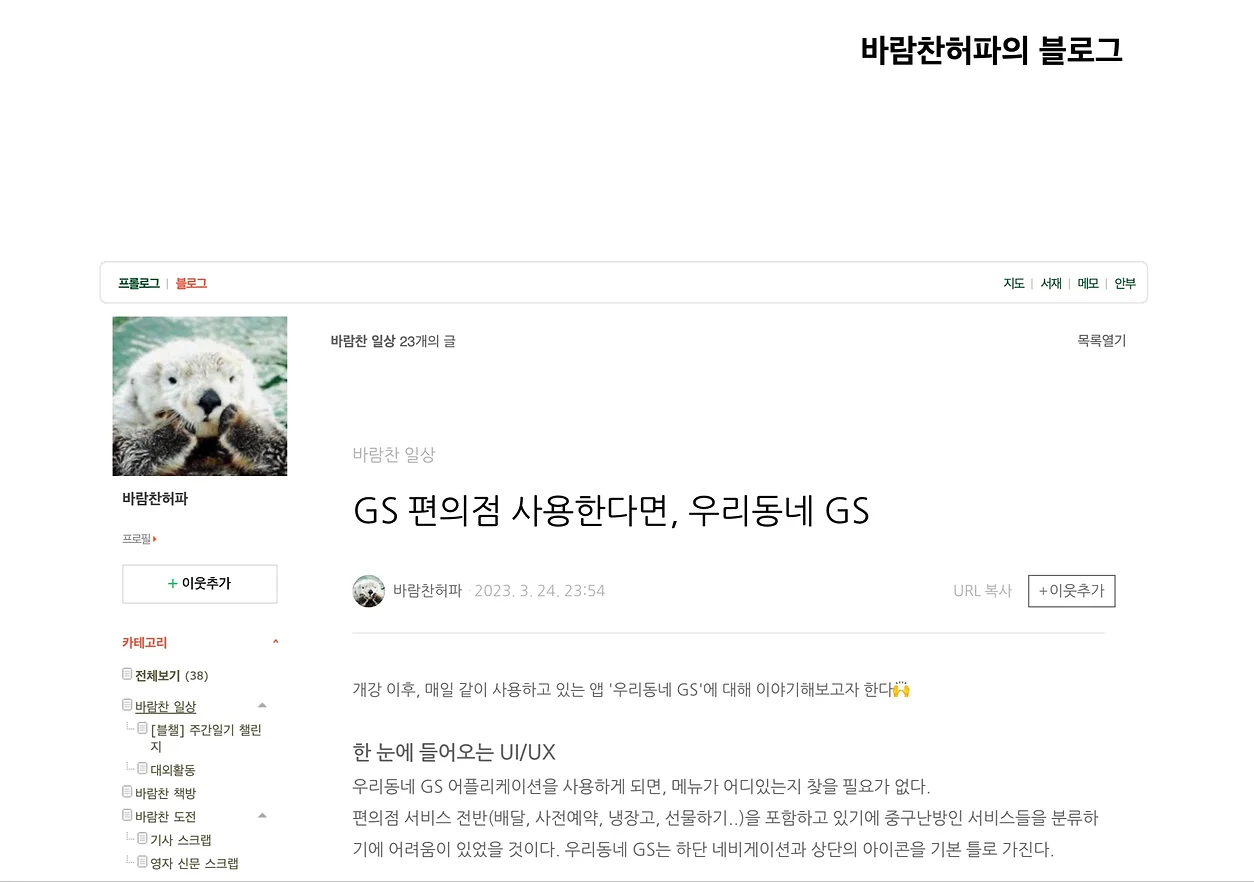 바람찬허파의 블로그
프롤로그 | 블로그
지도 | 서재 | 메모 | 안부
바람찬 일상 23개의 글
목록열기
바람찬허파
프로필
+ 이웃추가
카테고리
전체보기 (38)
바람찬 일상
[블챌] 주간일기 챌린
지
대외활동
바람찬 책방
바람찬 도전
기사 스크랩
영자 신문 스크랩
바람찬 일상
GS 편의점 사용한다면, 우리동네 GS
바람찬허파 · 2023. 3. 24. 23:54
URL 복사
+이웃추가
개강 이후, 매일 같이 사용하고 있는 앱 '우리동네 GS'에 대해 이야기해보고자 한다🙌
한 눈에 들어오는 UI/UX
우리동네 GS 어플리케이션을 사용하게 되면, 메뉴가 어디있는지 찾을 필요가 없다.
편의점 서비스 전반(배달, 사전예약, 냉장고, 선물하기..)을 포함하고 있기에 중구난방인 서비스들을 분류하
기에 어려움이 있었을 것이다. 우리동네 GS는 하단 네비게이션과 상단의 아이콘을 기본 틀로 가진다.